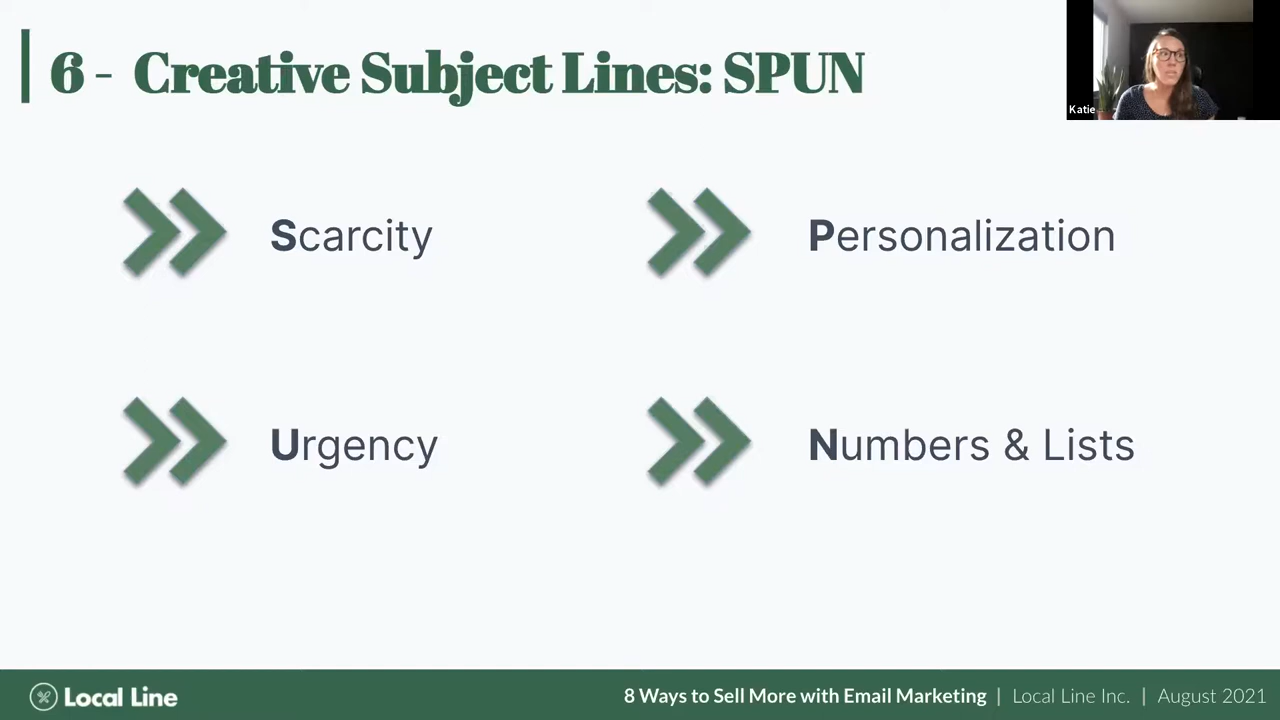 6 - Creative Subject Lines: SPUN
Katie
Scarcity
Personalization
Urgency
Numbers & Lists
Local Line
8 Ways to Sell More with Email Marketing | Local Line Inc. | August 2021